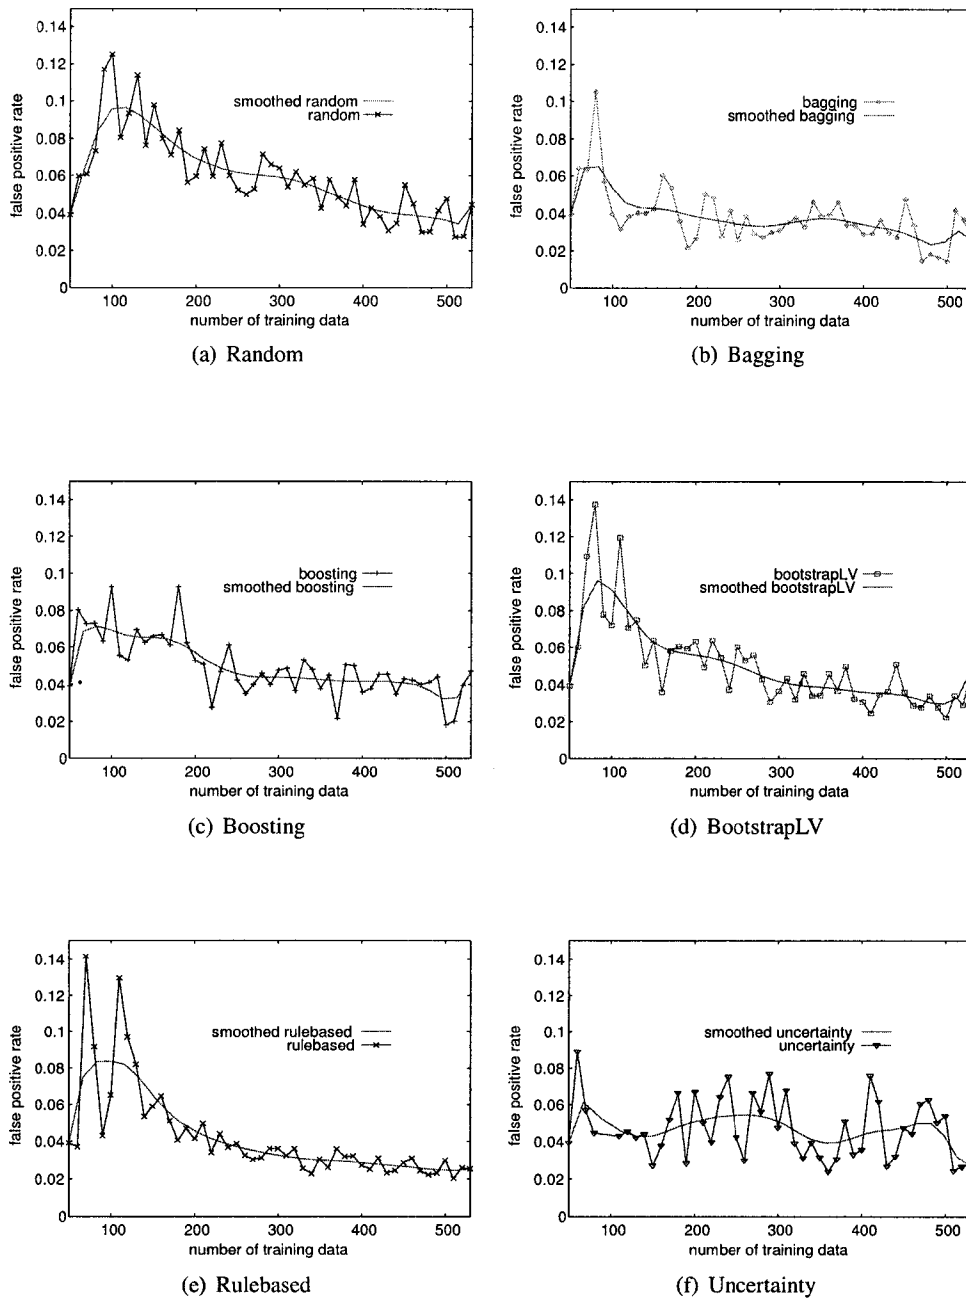 0.14
0.12
0.1
0.08
0.06
0.04
0.02
0
false positive rate
smoothed random
random
100 200 300 400 500
number of training data
(a) Random
0.14
0.12
0.1
0.08
0.06
0.04
0.02
0
false positive rate
bagging
smoothed bagging
100 200 300 400 500
number of training data
(b) Bagging
0.14
0.12
0.1
0.08
0.06
0.04
0.02
0
false positive rate
boosting
smoothed boosting
100 200 300 400 500
number of training data
(c) Boosting
0.14
0.12
0.1
0.08
0.06
0.04
0.02
0
false positive rate
bootstrapLV
smoothed bootstrapLV
100 200 300 400 500
number of training data
(d) BootstrapLV
0.14
0.12
0.1
0.08
0.06
0.04
0.02
0
false positive rate
smoothed rulebased
rulebased
100 200 300 400 500
number of training data
(e) Rulebased
0.14
0.12
0.1
0.08
0.06
0.04
0.02
0
false positive rate
smoothed uncertainty
uncertainty
100 200 300 400 500
number of training data
(f) Uncertainty